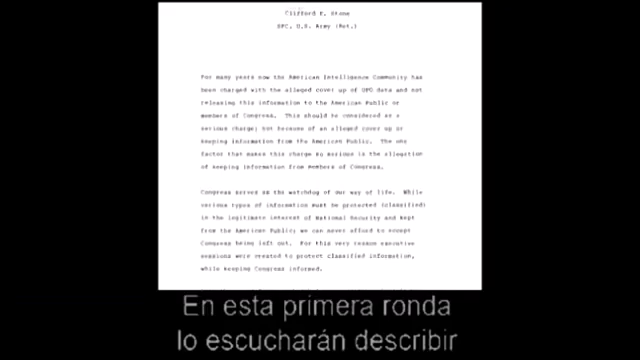 Clifford E. Stone
SFC, U.S. Army (Ret.)
For many years now the American Intelligence Community has
been charged with the alleged cover up of UFO data and not
releasing this information to the American Public or
members of Congress. This should be considered as a
serious charge; not because of an alleged cover up or
keeping information from the American Public. The one
factor that makes this charge so serious is the allegation
of keeping information from members of Congress.
Congress serves as the watchdog of our way of life. While
various types of information must be protected (classified)
in the legitimate interest of National Security and kept
from the American Public; we can never afford to accept
Congress being left out. For this very reason executive
sessions were created to protect classified information,
while keeping Congress informed.
En esta primera ronda
lo escucharán describir